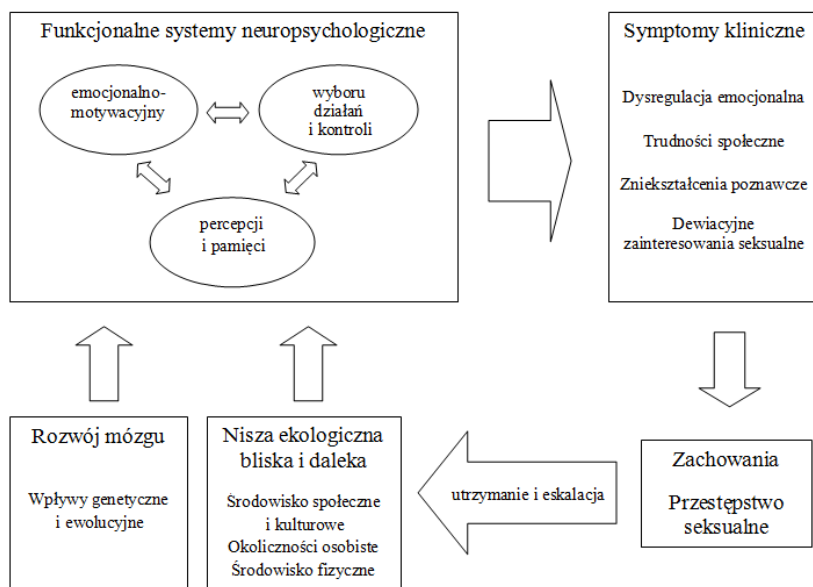 Funkcjonalne systemy neuropsychologiczne
emocjonalno-
motywacyjny
wyboru
działań
i kontroli
percepcji
i pamięci
Symptomy kliniczne
Dysregulacja emocjonalna
Trudności społeczne
Zniekształcenia poznawcze
Dewiacyjne
zainteresowania seksualne
Rozwój mózgu
Wpływy genetyczne
i ewolucyjne
Nisza ekologiczna
bliska i daleka
Środowisko społeczne
i kulturowe
Okoliczności osobiste
Środowisko fizyczne
utrzymanie i eskalacja
Zachowania
Przestępstwo
seksualne